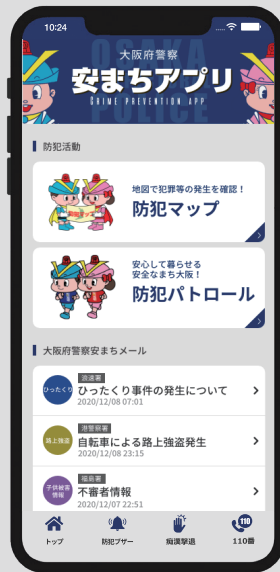 10:24
大阪府警察
安まちアプリ
CRIME PREVENTION APP
防犯活動
地図で犯罪等の発生を確認！
防犯マップ
防犯マップ
安心して暮らせる
安全なまち大阪！
防犯パトロール
大阪府警察安まちメール
浪速署
ひったくり
ひったくり事件の発生について
2020/12/08 07:01
港警察署
路上強盗
自転車による路上強盗発生
2020/12/08 23:15
福島署
子供被害
情報
不審者情報
2020/12/07 22:51
トップ
防犯ブザー
痴漢撃退
110
110番